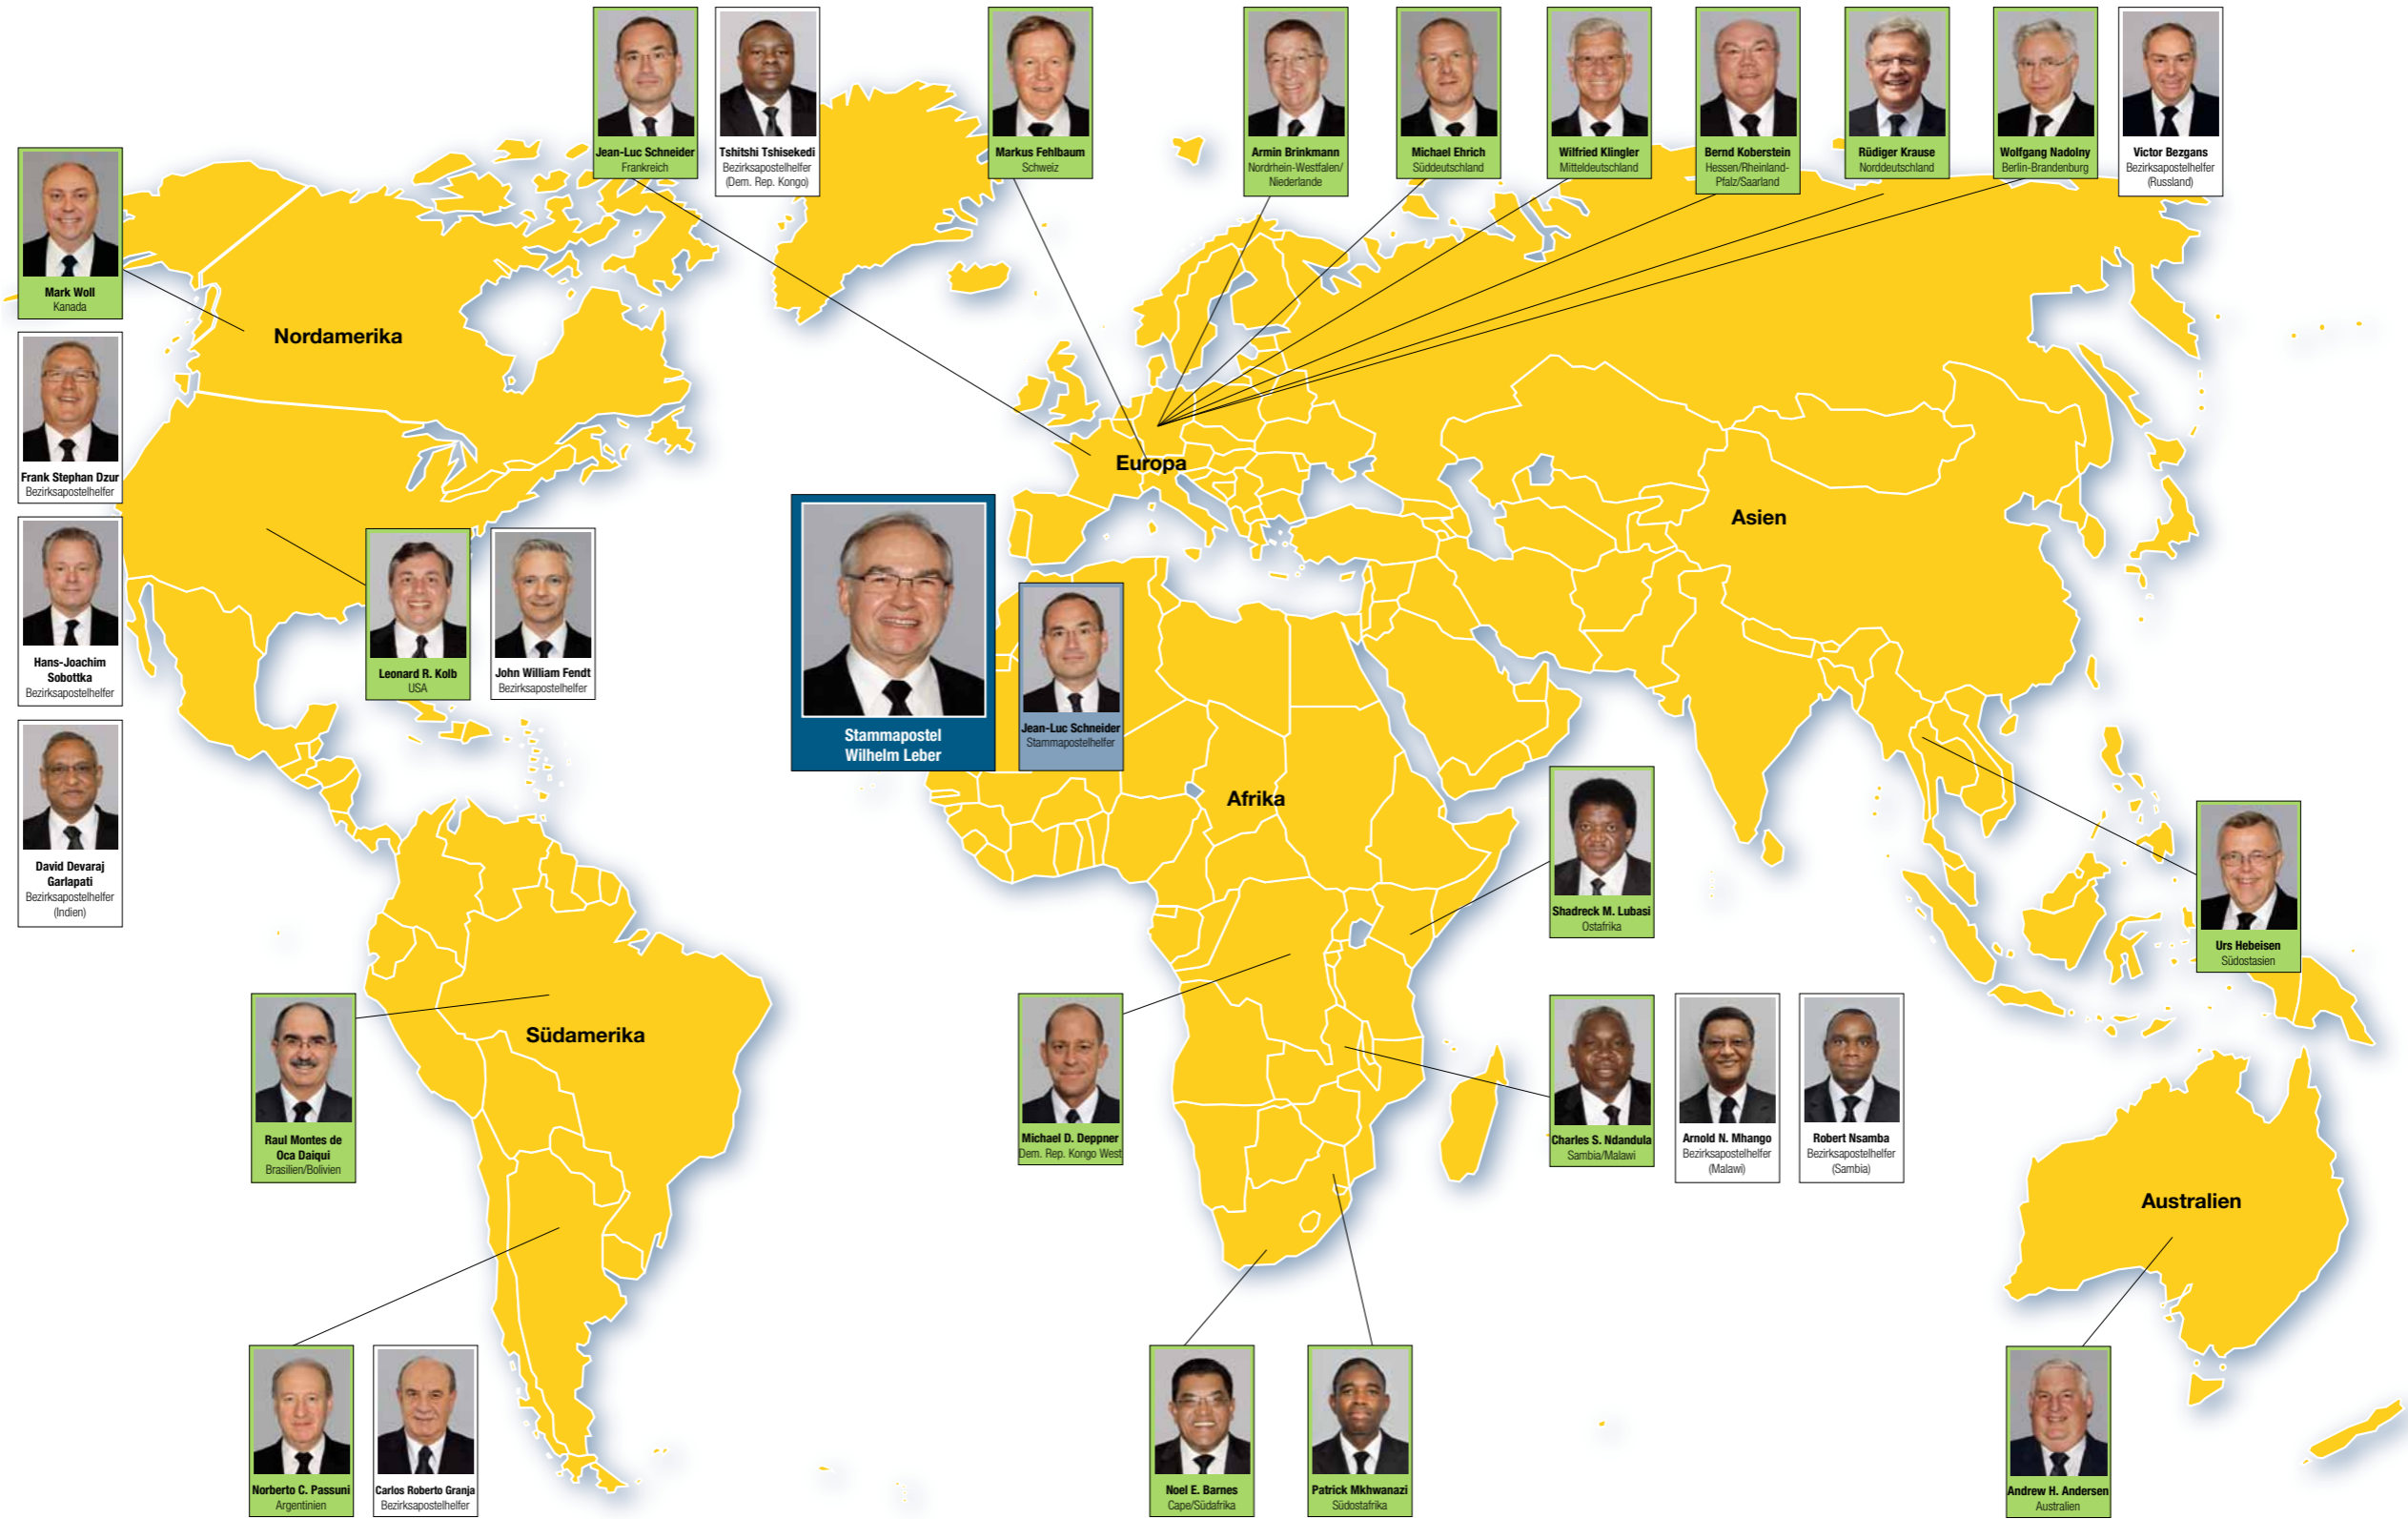 Jean-Luc Schneider
Frankreich
Tshitshi Tshisekedi
Bezirksapostelhelfer
(Dem. Rep. Kongo)
Markus Fehlbaum
Schweiz
Armin Brinkmann
Nordrhein-Westfalen/
Niederlande
Michael Ehrich
Süddeutschland
Wilfried Klingler
Mitteldeutschland
Bernd Koberstein
Hessen/Rheinland-
Pfalz/Saarland
Rüdiger Krause
Norddeutschland
Wolfgang Nadolny
Berlin-Brandenburg
Victor Bezgans
Bezirksapostelhelfer
(Russland)
Mark Woll
Kanada
Nordamerika
Frank Stephan Dzur
Bezirksapostelhelfer
Europa
Asien
Hans-Joachim
Sobottka
Bezirksapostelhelfer
Leonard R. Kolb
USA
John William Fendt
Bezirksapostelhelfer
Stammapostel
Wilhelm Leber
Jean-Luc Schneider
Stammapostelhelfer
Afrika
David Devaraj
Garlapati
Bezirksapostelhelfer
(Indien)
Shadreck M. Lubasi
Ostafrika
Urs Hebeisen
Südostasien
Südamerika
Raul Montes de
Oca Daiqui
Brasilien/Bolivien
Michael D. Deppner
Dem. Rep. Kongo West
Charles S. Ndandula
Sambia/Malawi
Arnold N. Mhango
Bezirksapostelhelfer
(Malawi)
Robert Nsamba
Bezirksapostelhelfer
(Sambia)
Australien
Norberto C. Passuni
Argentinien
Carlos Roberto Granja
Bezirksapostelhelfer
Noel E. Barnes
Cape/Südafrika
Patrick Mkhwanazi
Südostafrika
Andrew H. Andersen
Australien